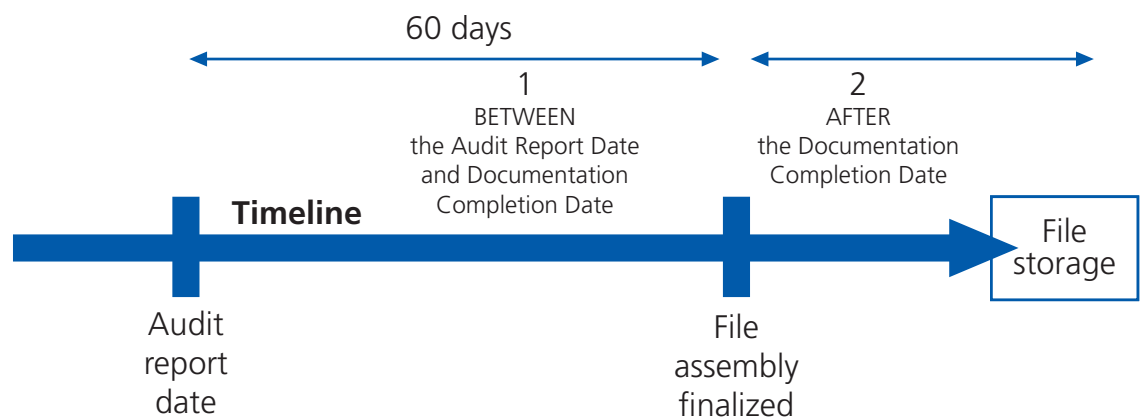 60 days
1
BETWEEN
the Audit Report Date
and Documentation
Completion Date
2
AFTER
the Documentation
Completion Date
Timeline
File
storage
Audit
report
date
File
assembly
finalized